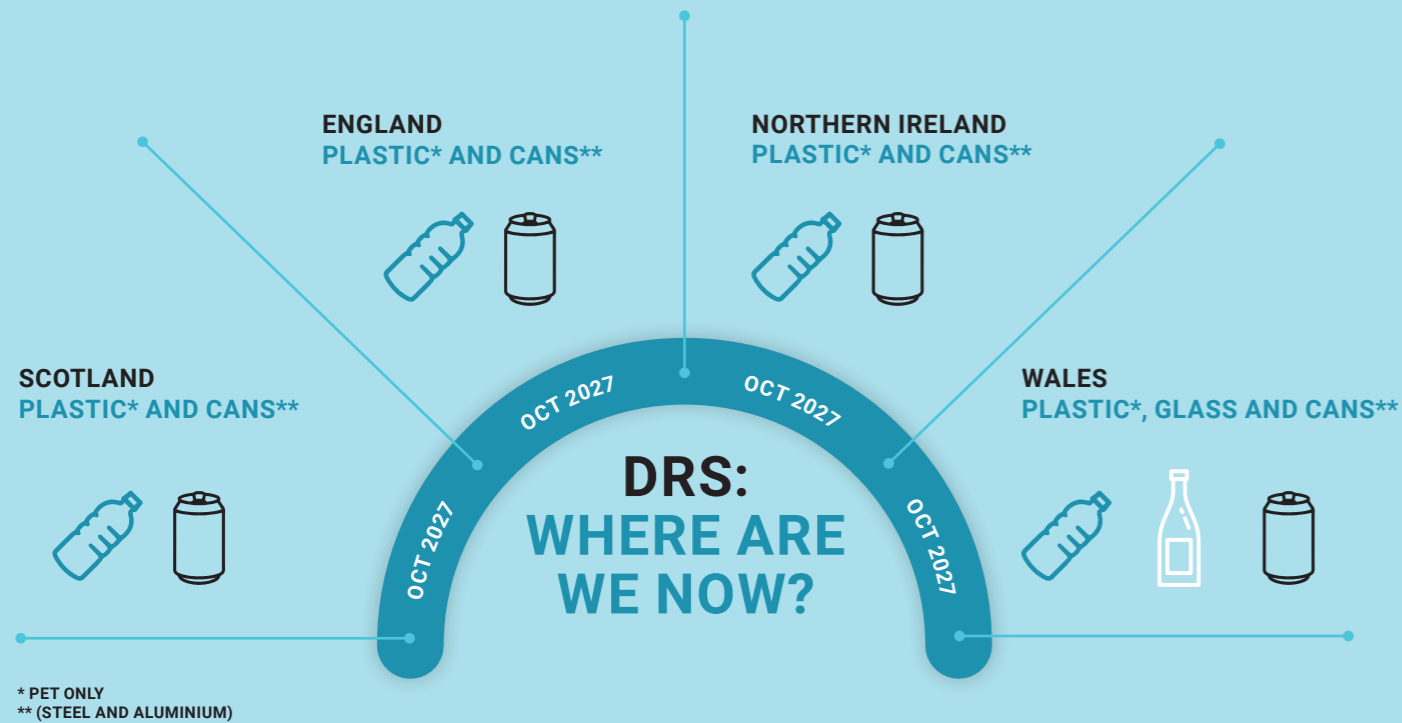 ENGLAND
PLASTIC* AND CANS**
NORTHERN IRELAND
PLASTIC* AND CANS**
SCOTLAND
PLASTIC* AND CANS**
WALES
PLASTIC*, GLASS AND CANS**
OCT 2027
OCT 2027
OCT 2027
OCT 2027
DRS:
WHERE ARE
WE NOW?
* PET ONLY
** (STEEL AND ALUMINIUM)